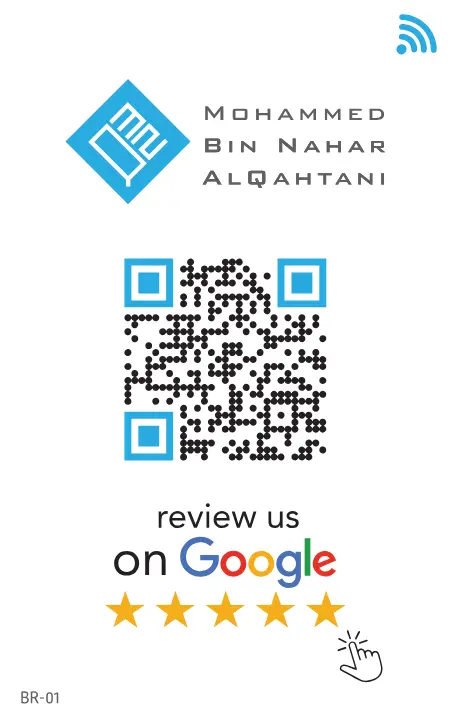 MOHAMMED
BIN NAHAR
ALQAHTANI
review us
on Google
BR-01